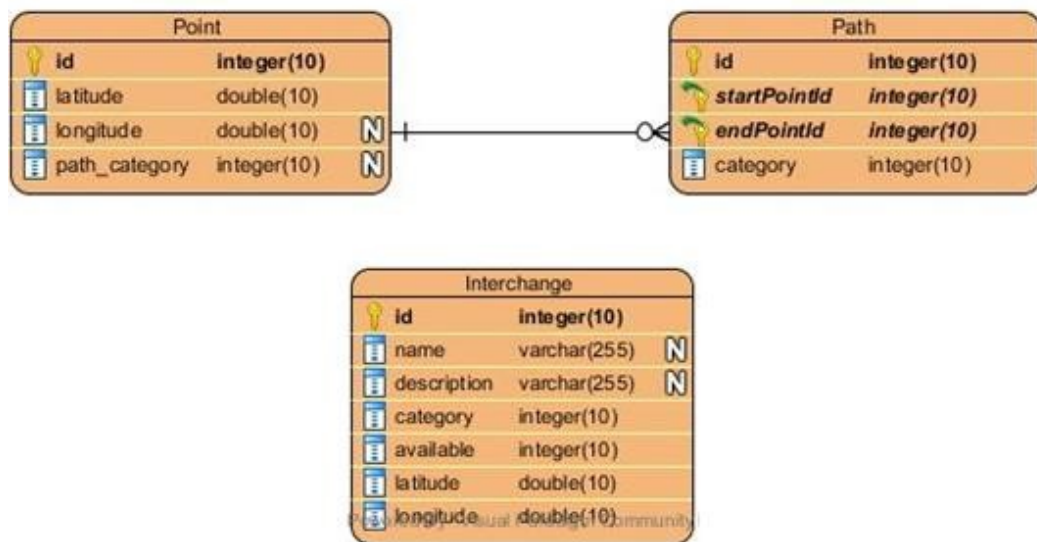 Point
id integer(10)
latitude double(10)
longitude double(10) N
path_category integer(10) N
Path
id integer(10)
startPointId integer(10)
endPointId integer(10)
category integer(10)
Interchange
id integer(10)
name varchar(255) N
description varchar(255) N
category integer(10)
available integer(10)
latitude double(10)
longitude double(10)
Community